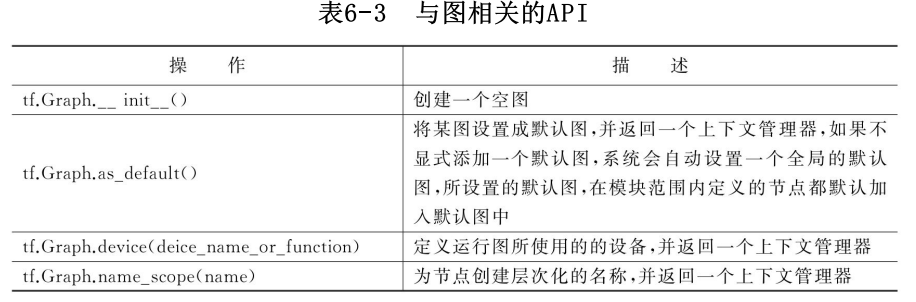 表6-3 与图相关的API
操 作 描 述
tf.Graph.__ init__() 创建一个空图
将某图设置成默认图,并返回一个上下文管理器,如果不
显式添加一个默认图,系统会自动设置一个全局的默认
tf.Graph.as_default()
图,所设置的默认图,在模块范围内定义的节点都默认加
入默认图中
tf.Graph.device(deice_name_or_function) 定义运行图所使用的的设备,并返回一个上下文管理器
tf.Graph.name_scope(name) 为节点创建层次化的名称,并返回一个上下文管理器